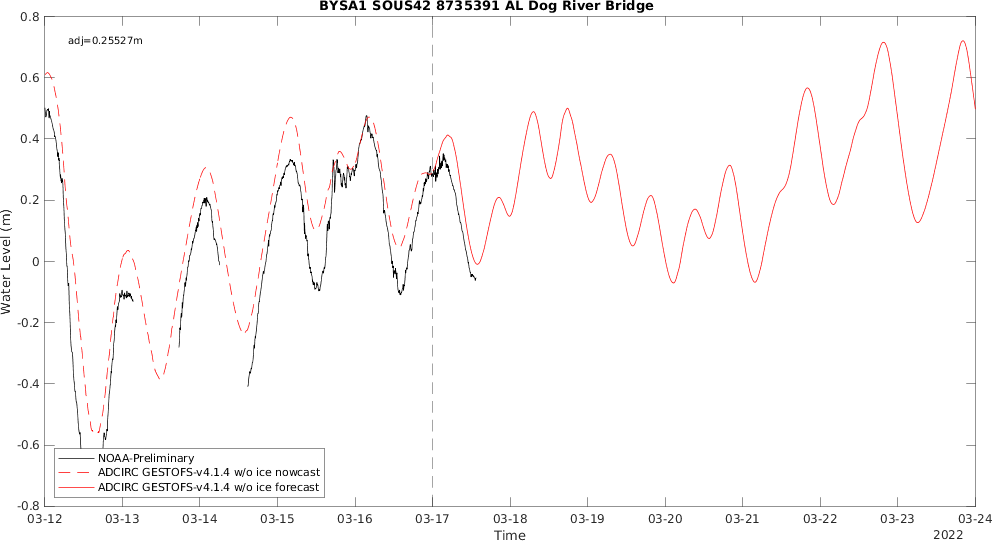 BYSA1 SOUS42 8735391 AL Dog River Bridge
adj=0.25527m
0.8
0.6
0.4
0.2
0
-0.2
-0.4
-0.6
-0.8
Water Level (m)
NOAA-Preliminary
ADCIRC GESTOFS-v4.1.4 w/o ice nowcast
ADCIRC GESTOFS-v4.1.4 w/o ice forecast
03-12 03-13 03-14 03-15 03-16 03-17 03-18 03-19 03-20 03-21 03-22 03-23 03-24
Time
2022